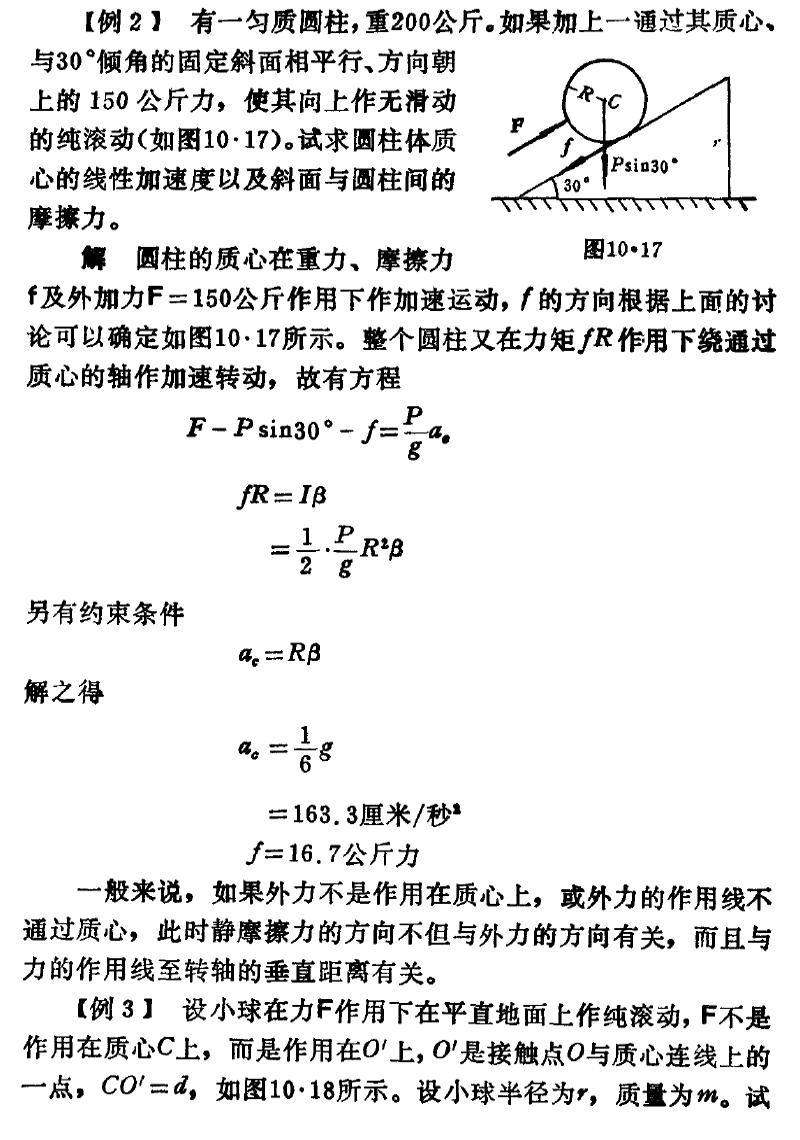 【例2】 有一匀质圆柱,重200公斤。如果加上一通过其质心、
与30°倾角的固定斜面相平行、方向朝
上的150公斤力，使其向上作无滑动
的纯滚动(如图10·17)。试求圆柱体质
心的线性加速度以及斜面与圆柱间的
摩擦力。
R
C
F
f
r
Psin30°
30°
图10·17
解 圆柱的质心在重力、摩擦力
f及外加力F=150公斤作用下作加速运动，f的方向根据上面的讨
论可以确定如图10·17所示。整个圆柱又在力矩fR作用下绕通过
质心的轴作加速转动，故有方程
F-Psin30°-f=P/g a。
fR=Iβ
=1/2·P/g R²β
另有约束条件
a_c=Rβ
解之得
a_c=1/6 g
=163.3厘米/秒²
f=16.7公斤力
一般来说，如果外力不是作用在质心上，或外力的作用线不
通过质心，此时静摩擦力的方向不但与外力的方向有关，而且与
力的作用线至转轴的垂直距离有关。
【例3】 设小球在力F作用下在平直地面上作纯滚动，F不是
作用在质心C上，而是作用在O′上，O′是接触点O与质心连线上的
一点，CO′=d，如图10·18所示。设小球半径为r，质量为m。试